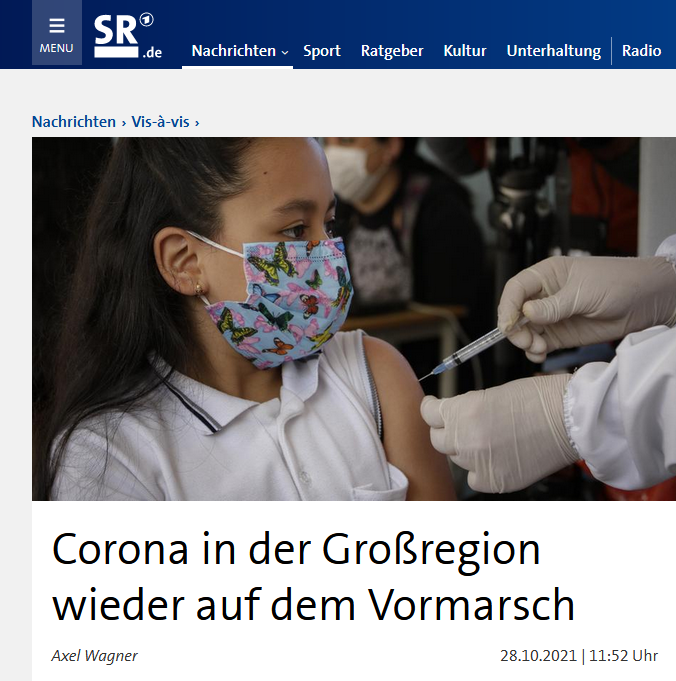 SR
.de
MENU
Nachrichten
Sport
Ratgeber
Kultur
Unterhaltung
Radio
Nachrichten › Vis-à-vis ›
Corona in der Großregion
wieder auf dem Vormarsch
Axel Wagner
28.10.2021 | 11:52 Uhr